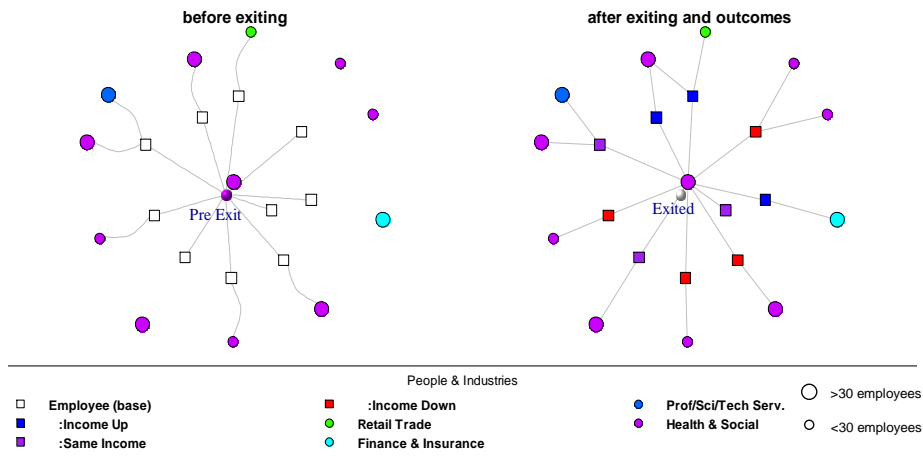 before exiting
after exiting and outcomes
Pre Exit
Exited
People & Industries
Employee (base)
:Income Up
:Same Income
:Income Down
Retail Trade
Finance & Insurance
Prof/Sci/Tech Serv.
Health & Social
>30 employees
<30 employees